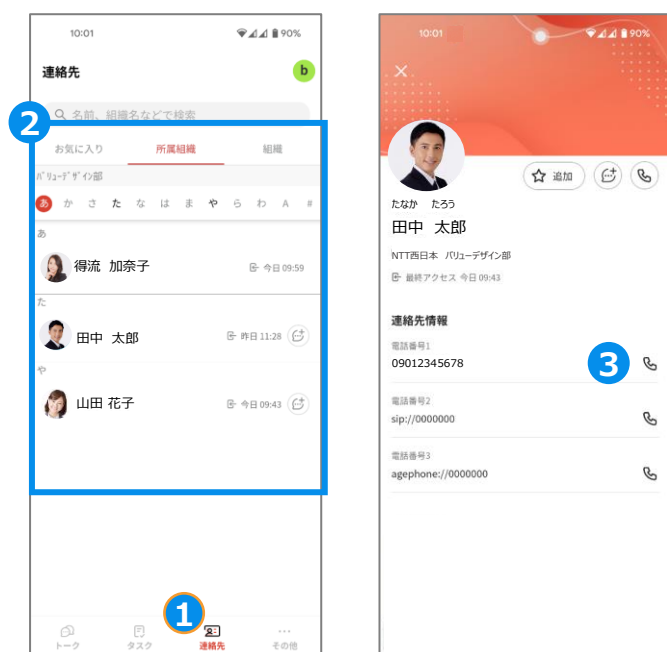 10:01
90%
連絡先
b
名前、組織名などで検索
2
お気に入り 所属組織 組織
バリューデザイン部
あ か さ た な は ま や ら わ A #
あ
得流 加奈子 今日 09:59
た
田中 太郎 昨日 11:28
や
山田 花子 今日 09:43
1
トーク タスク 連絡先 その他
10:01
90%
追加
たなか たろう
田中 太郎
NTT西日本 バリューデザイン部
最終アクセス 今日 09:43
連絡先情報
電話番号1
09012345678
3
電話番号2
sip://0000000
電話番号3
agephone://0000000